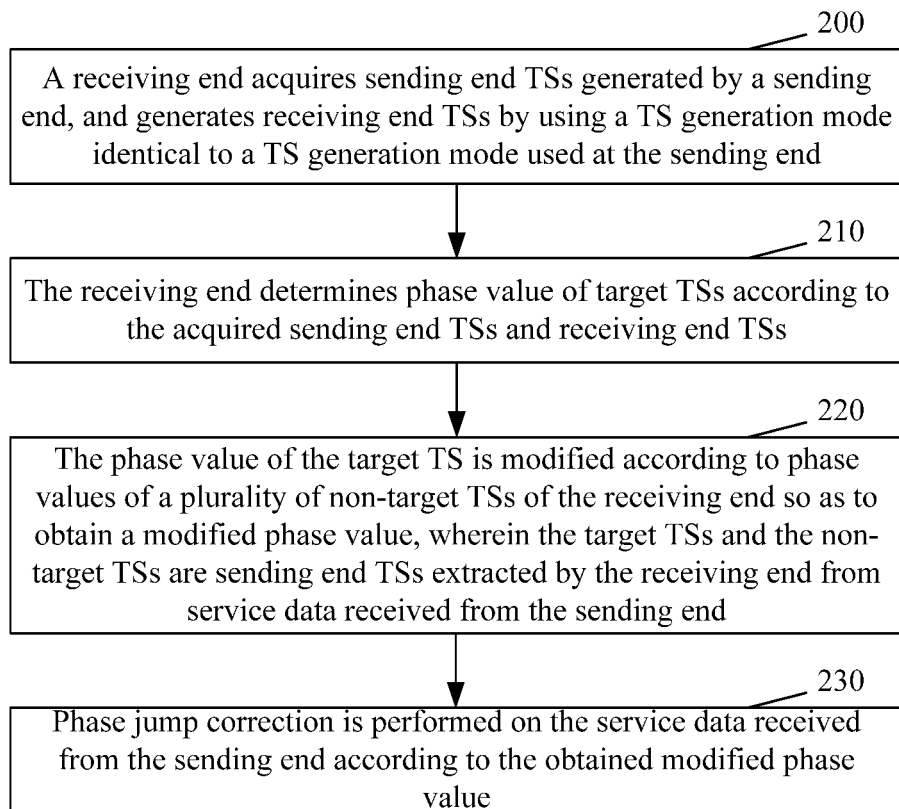 200
A receiving end acquires sending end TSs generated by a sending
end, and generates receiving end TSs by using a TS generation mode
identical to a TS generation mode used at the sending end
210
The receiving end determines phase value of target TSs according to
the acquired sending end TSs and receiving end TSs
220
The phase value of the target TS is modified according to phase
values of a plurality of non-target TSs of the receiving end so as to
obtain a modified phase value, wherein the target TSs and the non-
target TSs are sending end TSs extracted by the receiving end from
service data received from the sending end
230
Phase jump correction is performed on the service data received
from the sending end according to the obtained modified phase
value